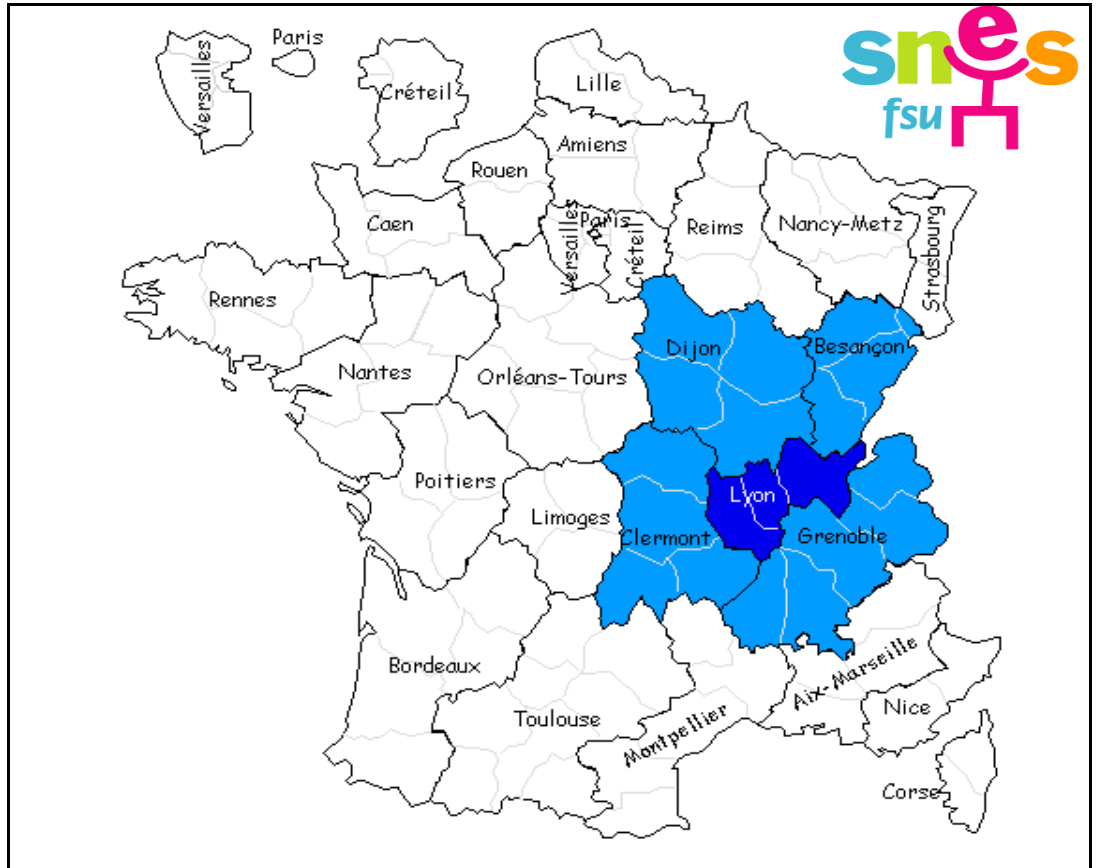 snes
fsu
Paris
Versailles
Créteil
Lille
Amiens
Rouen
Caen
Versailles
Paris
Créteil
Reims
Nancy-Metz
Strasbourg
Rennes
Nantes
Orléans-Tours
Dijon
Besançon
Poitiers
Limoges
Lyon
Clermont
Grenoble
Bordeaux
Toulouse
Montpellier
Aix-Marseille
Nice
Corse